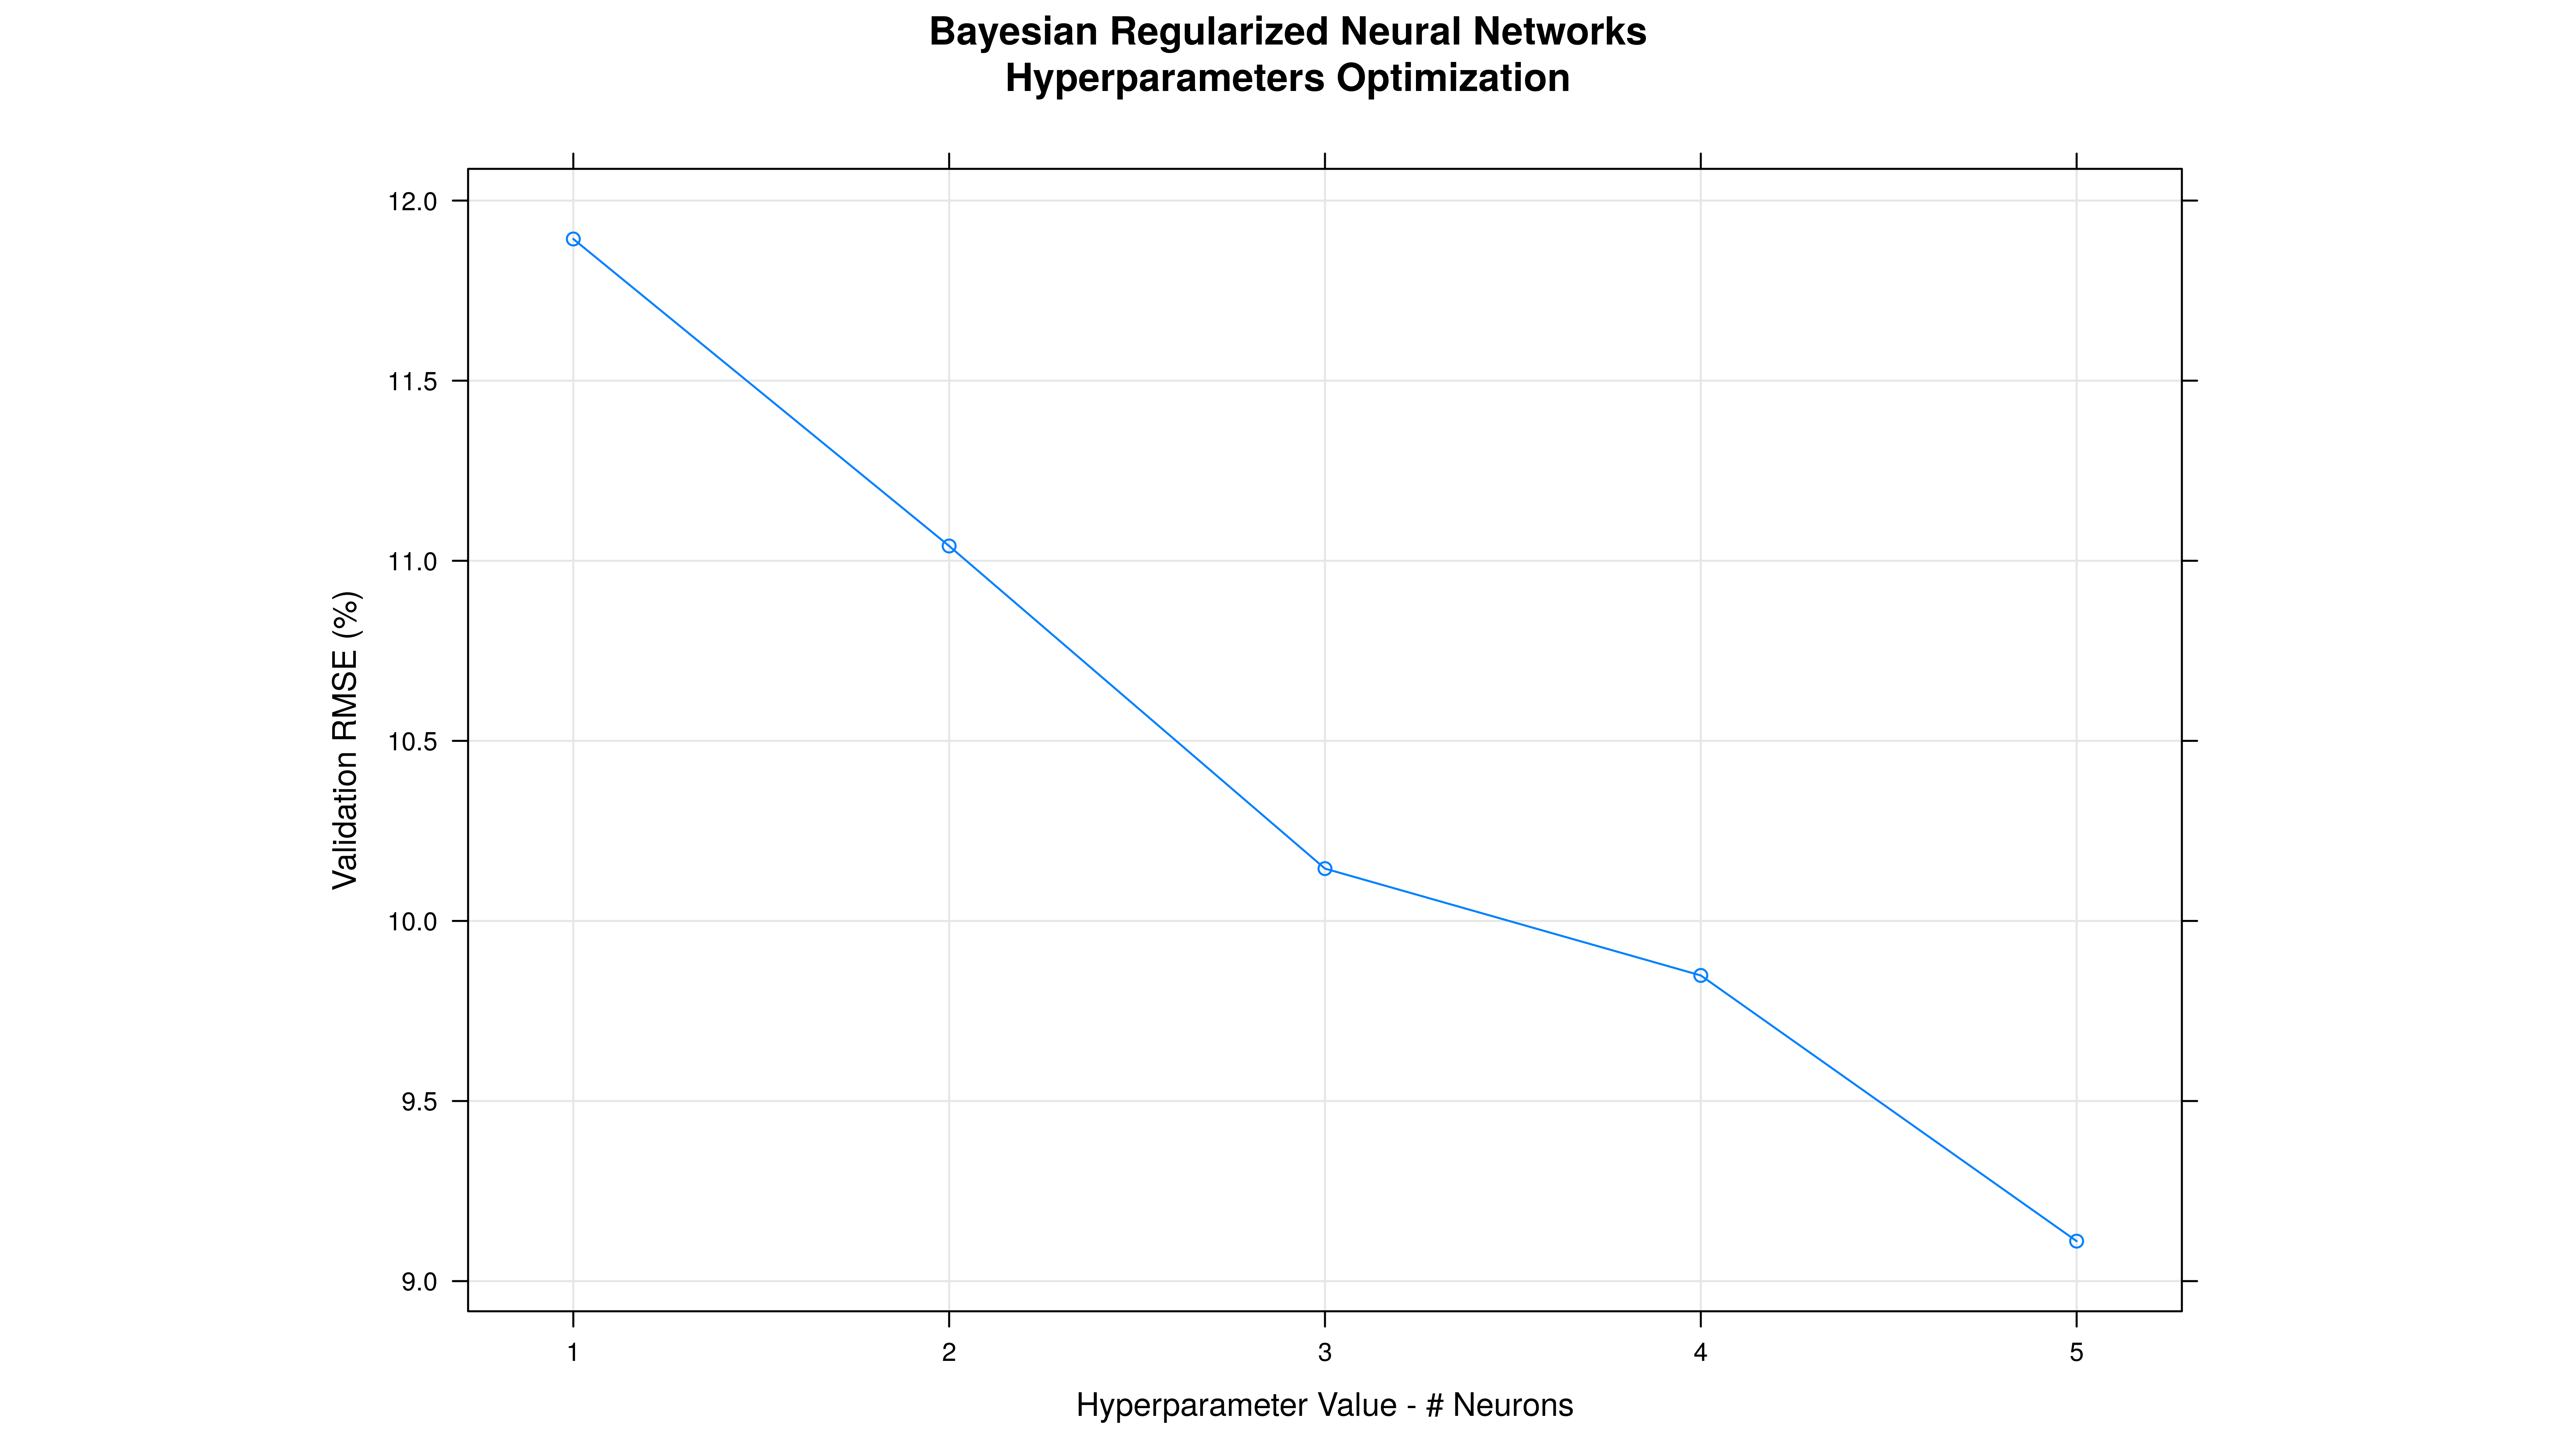 Bayesian Regularized Neural Networks
Hyperparameters Optimization
Validation RMSE (%)
12.0
11.5
11.0
10.5
10.0
9.5
9.0
1 2 3 4 5
Hyperparameter Value - # Neurons